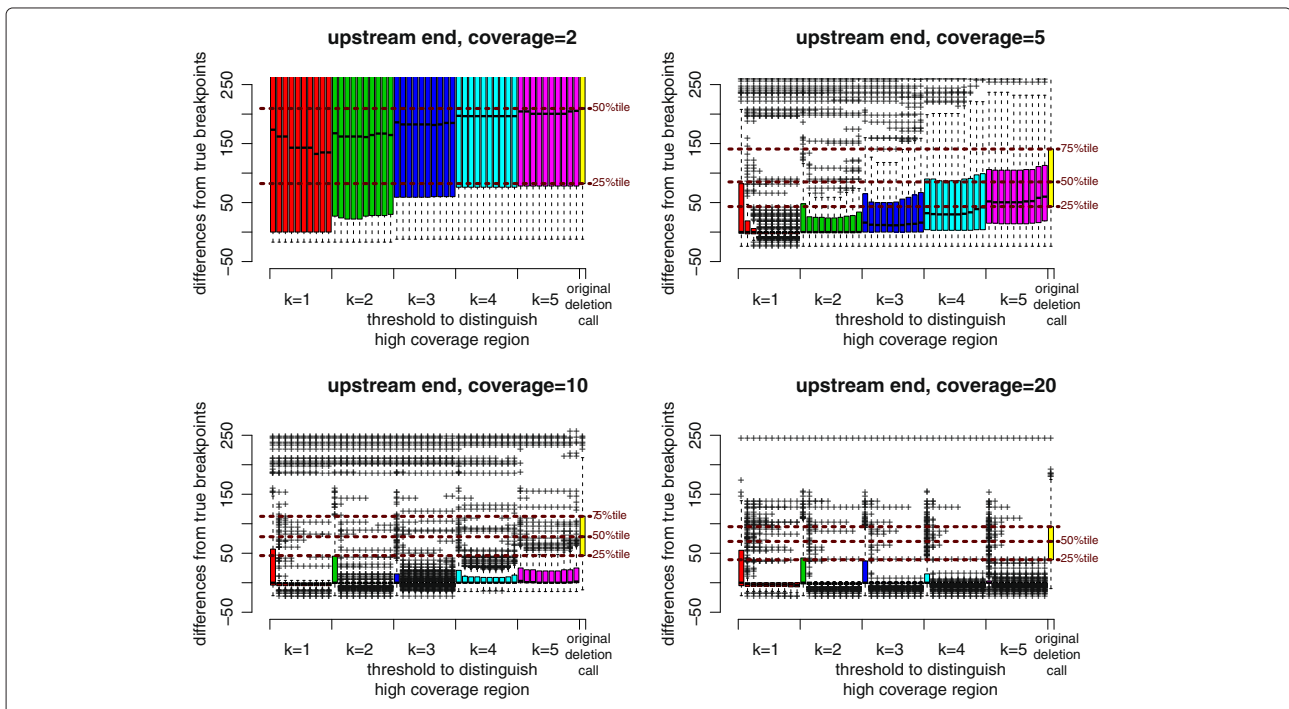 upstream end, coverage=2
differences from true breakpoints
250
150
50
−50
50%tile
25%tile
k=1 k=2 k=3 k=4 k=5
original deletion call
threshold to distinguish
high coverage region
upstream end, coverage=5
differences from true breakpoints
250
150
50
−50
75%tile
50%tile
25%tile
k=1 k=2 k=3 k=4 k=5
original deletion call
threshold to distinguish
high coverage region
upstream end, coverage=10
differences from true breakpoints
250
150
50
−50
75%tile
50%tile
25%tile
k=1 k=2 k=3 k=4 k=5
original deletion call
threshold to distinguish
high coverage region
upstream end, coverage=20
differences from true breakpoints
250
150
50
−50
50%tile
25%tile
k=1 k=2 k=3 k=4 k=5
original deletion call
threshold to distinguish
high coverage region